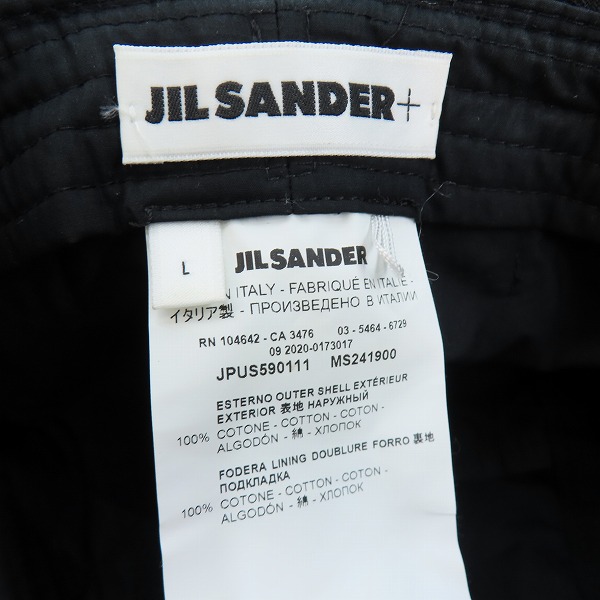 JIL SANDER+
L
JIL SANDER
N ITALY - FABRIQUÉ EN ITALIE -
イタリア製 - ПРОИЗВЕДЕНО В ИТАЛИИ
RN 104642 - CA 3476 03 - 5464 - 6729
09 2020-0173017
JPUS590111 MS241900
ESTERNO OUTER SHELL EXTÉRIEUR
EXTERIOR 表地 НАРУЖНЫЙ
100% COTONE - COTTON - COTON -
ALGODÓN - 綿 - ХЛОПОК
FODERA LINING DOUBLURE FORRO 裏地
ПОДКЛАДКА
100% COTONE - COTTON - COTON -
ALGODÓN - 綿 - ХЛОПОК